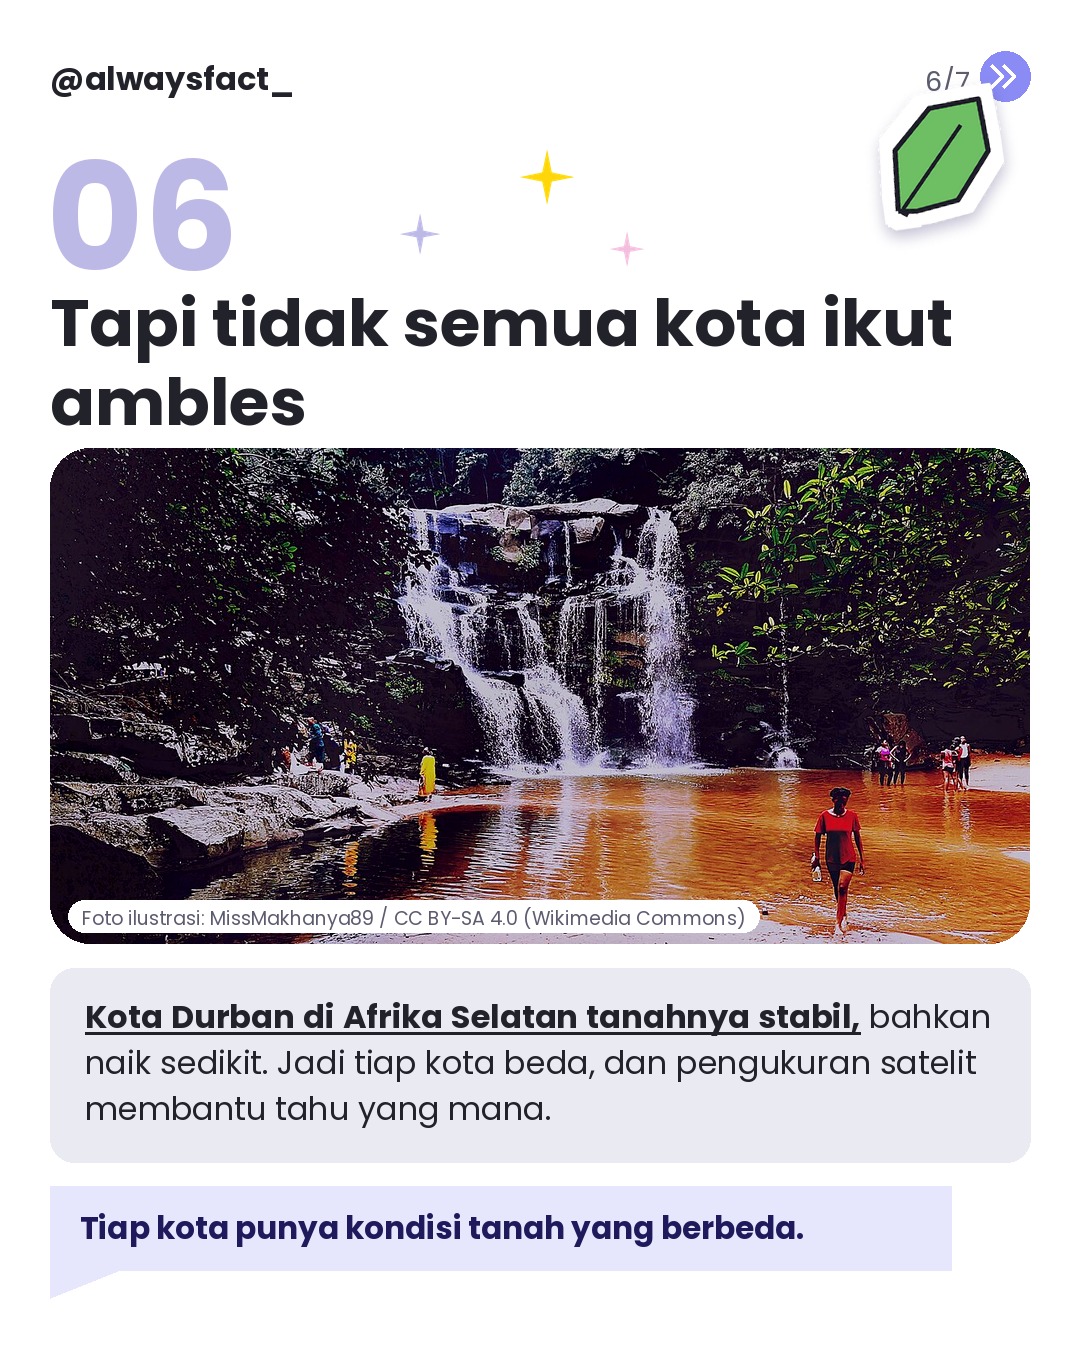 @alwaysfact_
6/7
06
Tapi tidak semua kota ikut
ambles
Foto ilustrasi: MissMakhanya89 / CC BY-SA 4.0 (Wikimedia Commons)
Kota Durban di Afrika Selatan tanahnya stabil, bahkan
naik sedikit. Jadi tiap kota beda, dan pengukuran satelit
membantu tahu yang mana.
Tiap kota punya kondisi tanah yang berbeda.